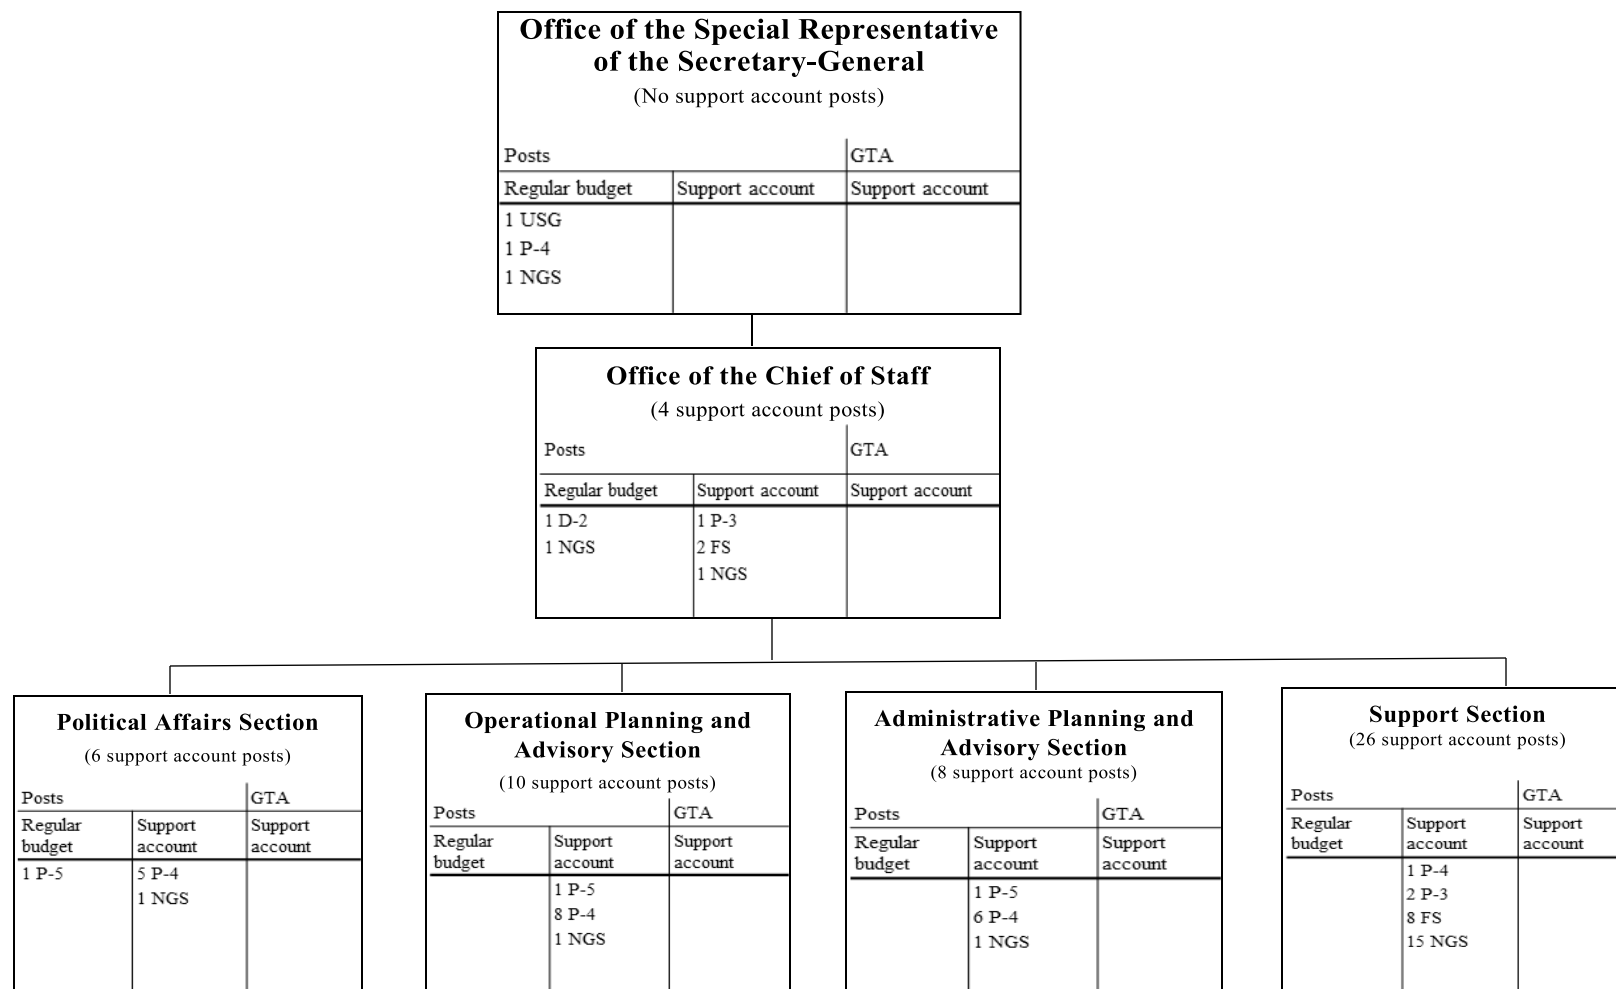 Office of the Special Representative
of the Secretary-General
(No support account posts)
Posts GTA
Regular budget Support account Support account
1 USG
1 P-4
1 NGS
Office of the Chief of Staff
(4 support account posts)
Posts GTA
Regular budget Support account Support account
1 D-2 1 P-3
1 NGS 2 FS
1 NGS
Political Affairs Section
(6 support account posts)
Posts GTA
Regular Support Support
budget account account
1 P-5 5 P-4
1 NGS
Operational Planning and
Advisory Section
(10 support account posts)
Posts GTA
Regular Support Support
budget account account
1 P-5
8 P-4
1 NGS
Administrative Planning and
Advisory Section
(8 support account posts)
Posts GTA
Regular Support Support
budget account account
1 P-5
6 P-4
1 NGS
Support Section
(26 support account posts)
Posts GTA
Regular Support Support
budget account account
1 P-4
2 P-3
8 FS
15 NGS